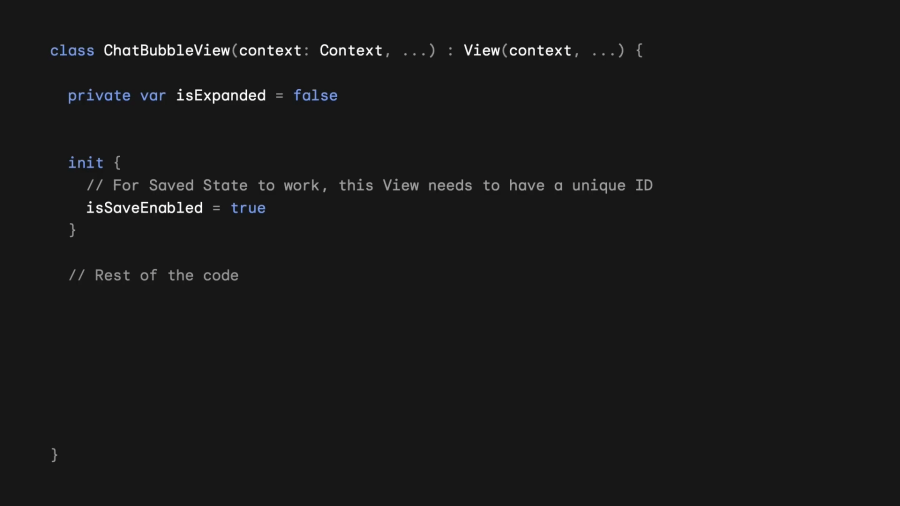 class ChatBubbleView(context: Context, ...) : View(context, ...) {
private var isExpanded = false
init {
// For Saved State to work, this View needs to have a unique ID
isSaveEnabled = true
}
// Rest of the code
}